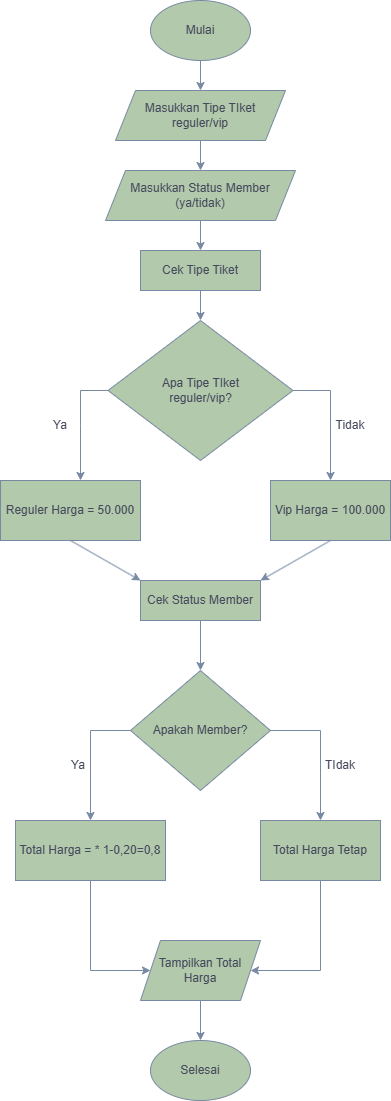 Mulai
Masukkan Tipe TIket
reguler/vip
Masukkan Status Member
(ya/tidak)
Cek Tipe Tiket
Apa Tipe TIket
reguler/vip?
Ya
Tidak
Reguler Harga = 50.000
Vip Harga = 100.000
Cek Status Member
Apakah Member?
Ya
TIdak
Total Harga = * 1-0,20=0,8
Total Harga Tetap
Tampilkan Total
Harga
Selesai